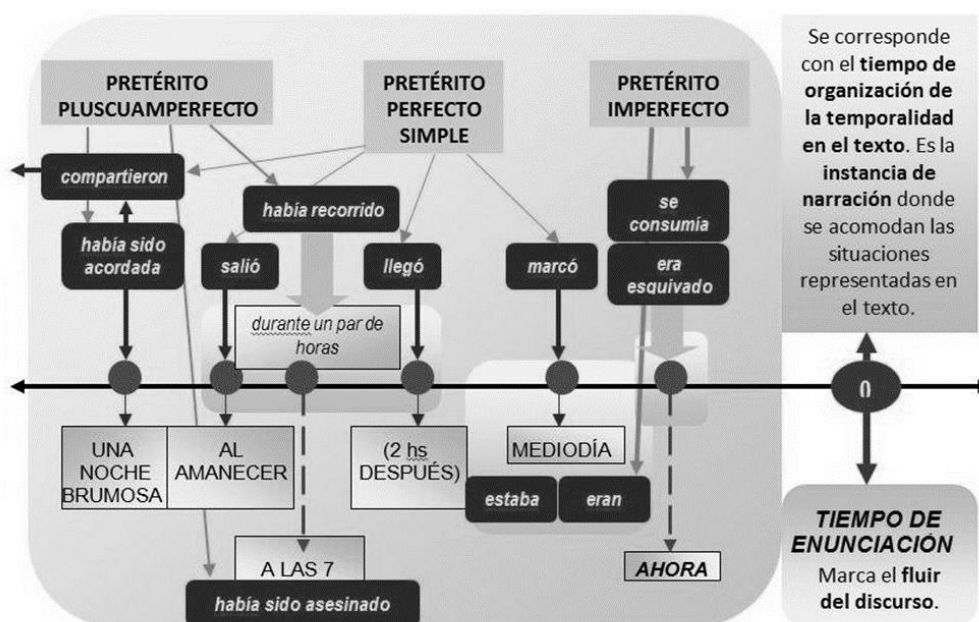 PRETÉRITO
PLUSCUAMPERFECTO
PRETÉRITO
PERFECTO
SIMPLE
PRETÉRITO
IMPERFECTO
Se corresponde
con el tiempo de
organización de
la temporalidad
en el texto. Es la
instancia de
narración donde
se acomodan las
situaciones
representadas en
el texto.
compartieron
había recorrido
se
consumía
había sido
acordada
salió
llegó
marcó
era
esquivado
durante un par de
horas
0
UNA
NOCHE
BRUMOSA
AL
AMANECER
(2 hs
DESPUÉS)
MEDIODÍA
estaba
eran
A LAS 7
había sido asesinado
AHORA
TIEMPO DE
ENUNCIACIÓN
Marca el fluir
del discurso.